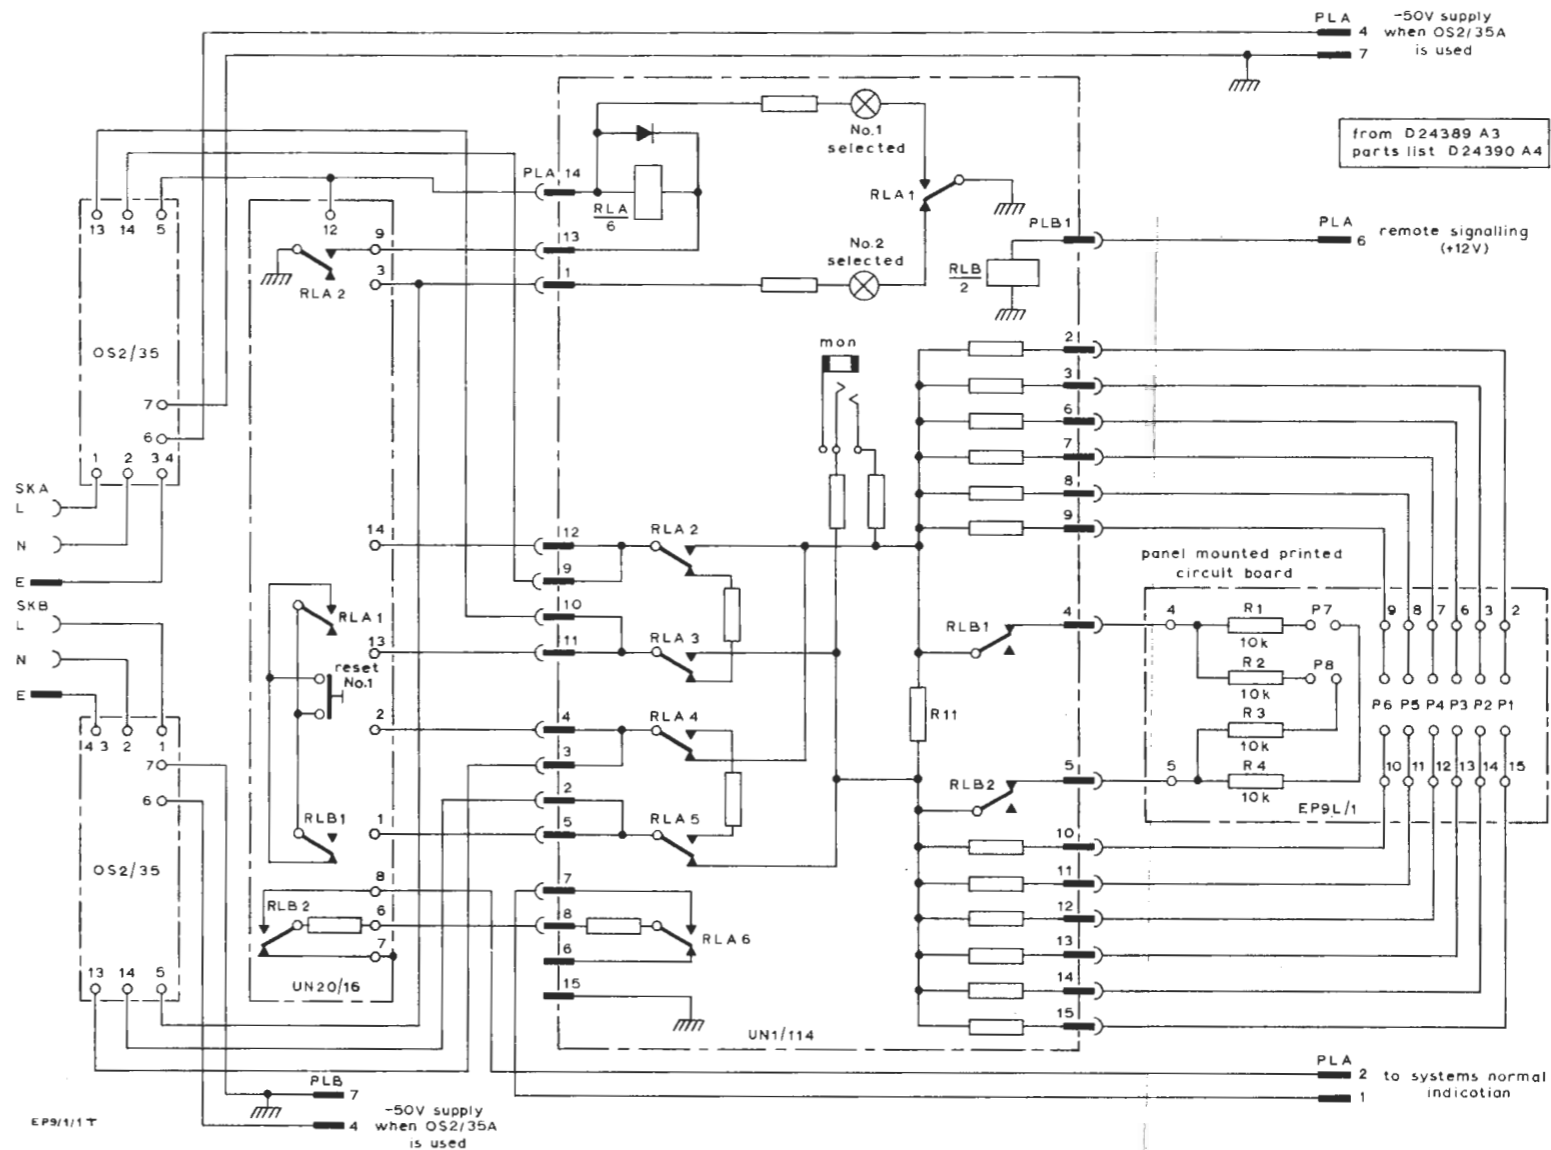 PLA
4
7
-50V supply
when OS2/35A
is used
from D24389 A3
parts list D24390 A4
No.1
selected
PLA 14
RLA
6
RLA 1
13 14 5
12
9
13
RLA 2
3
1
No.2
selected
PLB1
RLB
2
PLA
6
remote signalling
(+12V)
OS2/35
7
6
1 2 3 4
mon
2
3
6
7
8
9
SKA
L
N
E
SKB
L
N
E
14
12
RLA 2
9
10
RLA 1
13
11
RLA 3
reset
No.1
2
4
RLA 4
3
2
RLB1
1
5
RLA 5
R11
RLB1
4
RLB2
5
panel mounted printed
circuit board
4
R1
10k
P7
R2
10k
P8
R3
10k
5
R4
10k
9 8 7 6 3 2
P6 P5 P4 P3 P2 P1
10 11 12 13 14 15
EP9L/1
4 3 2 1
7
6
OS2/35
13 14 5
8
RLB 2
6
7
UN20/16
7
8
6
15
RLA 6
UN1/114
10
11
12
13
14
15
PLA
2
1
to systems normal
indicotian
PLB
7
4
-50V supply
when OS2/35A
is used
EP9/1/1T